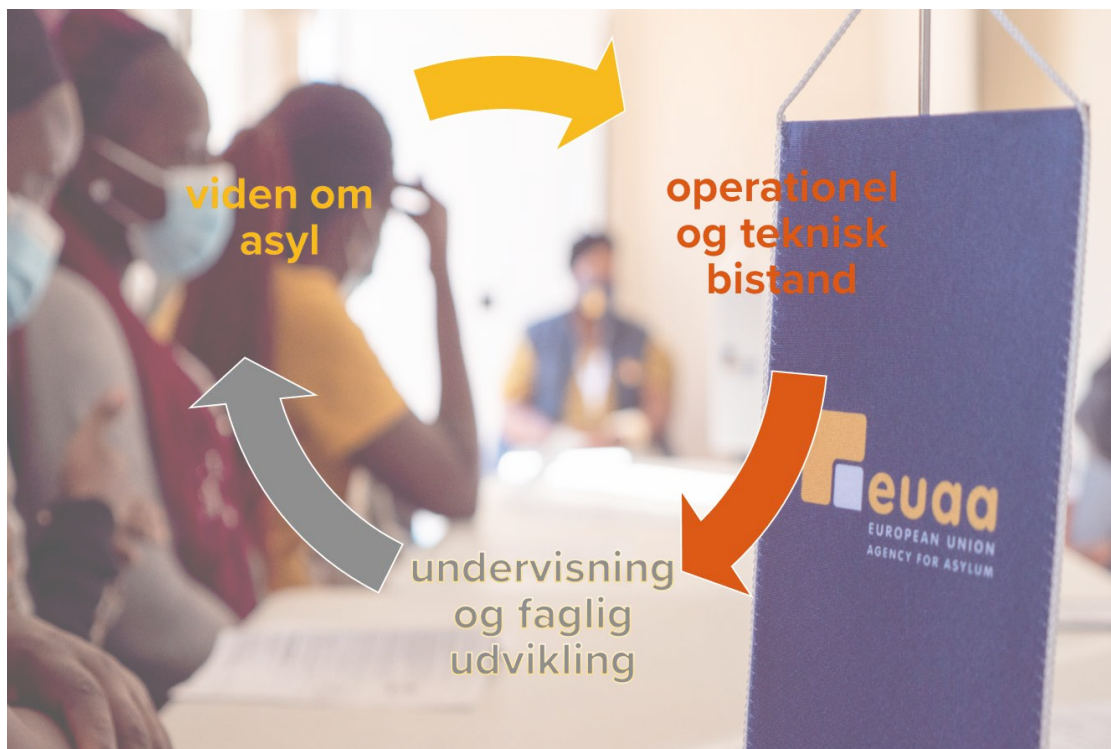 viden om
asyl
operationel
og teknisk
bistand
undervisning
og faglig
udvikling
euaa
EUROPEAN UNION
AGENCY FOR ASYLUM